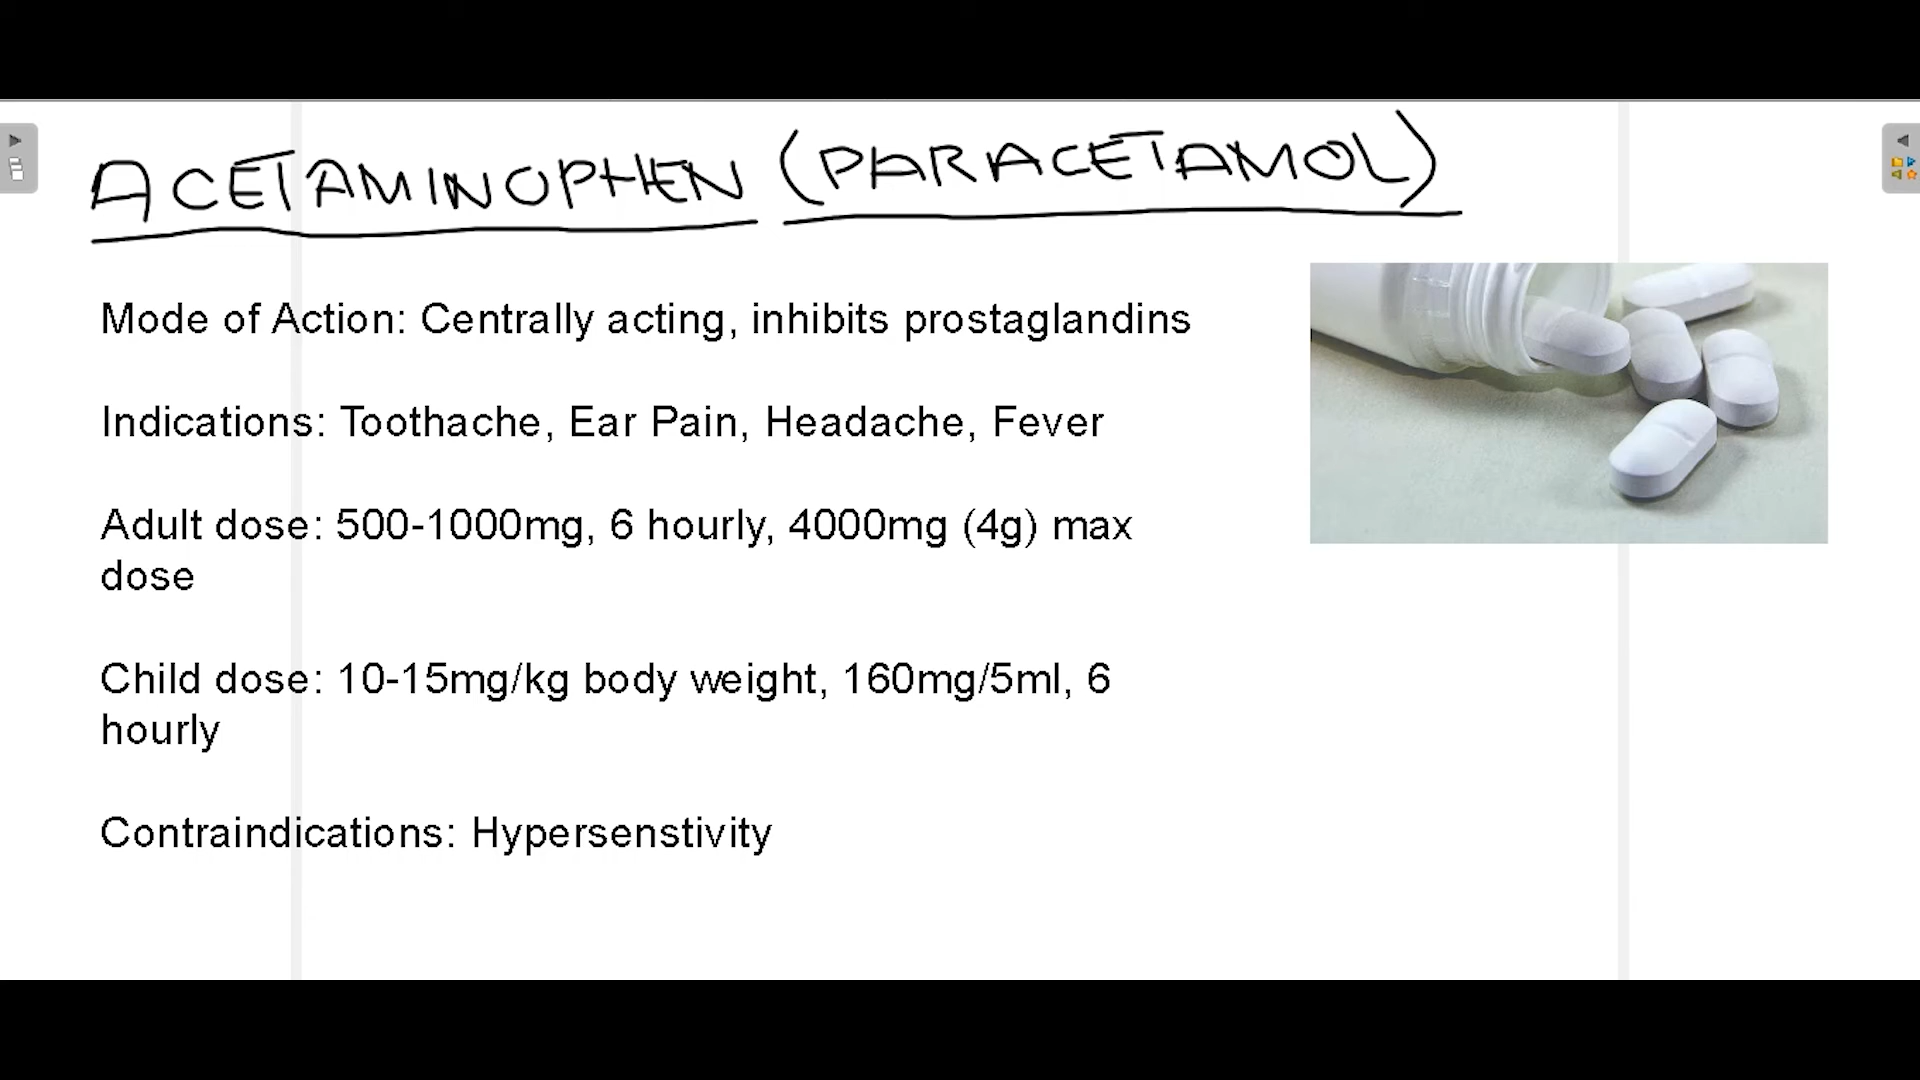 ACETAMINOPHEN (PARACETAMOL)
Mode of Action: Centrally acting, inhibits prostaglandins
Indications: Toothache, Ear Pain, Headache, Fever
Adult dose: 500-1000mg, 6 hourly, 4000mg (4g) max
dose
Child dose: 10-15mg/kg body weight, 160mg/5ml, 6
hourly
Contraindications: Hypersenstivity